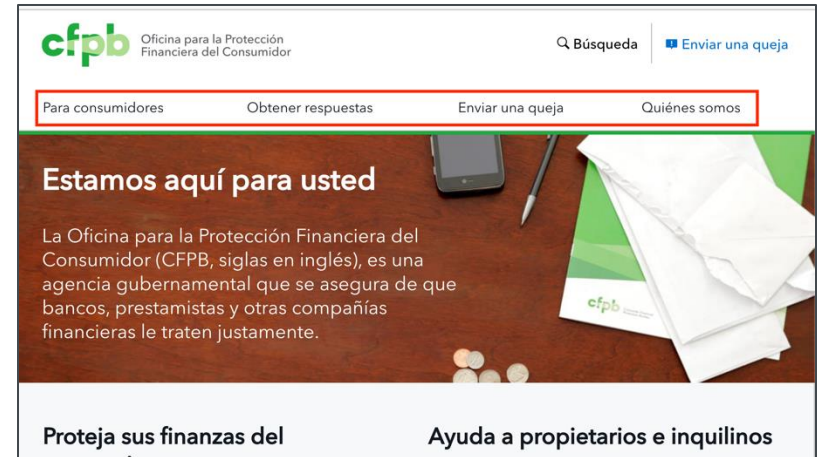 cfpb Oficina para la Protección
Financiera del Consumidor
Búsqueda
Enviar una queja
Para consumidores
Obtener respuestas
Enviar una queja
Quiénes somos
Estamos aquí para usted
La Oficina para la Protección Financiera del
Consumidor (CFPB, siglas en inglés), es una
agencia gubernamental que se asegura de que
bancos, prestamistas y otras compañías
financieras le traten justamente.
cfpb
Proteja sus finanzas del
Ayuda a propietarios e inquilinos